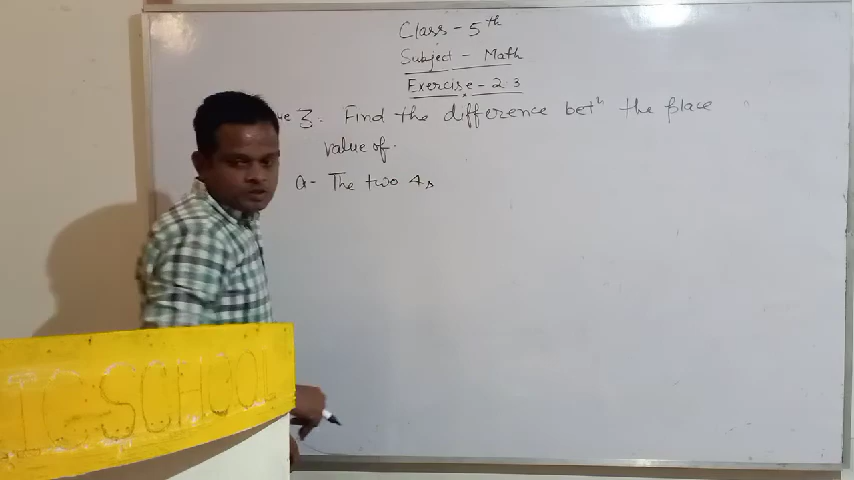 Class - 5th
Subject - Math
Exercise - 2.3
3. Find the difference betn the place
value of.
a- The two 4s
IG-SCHOOL